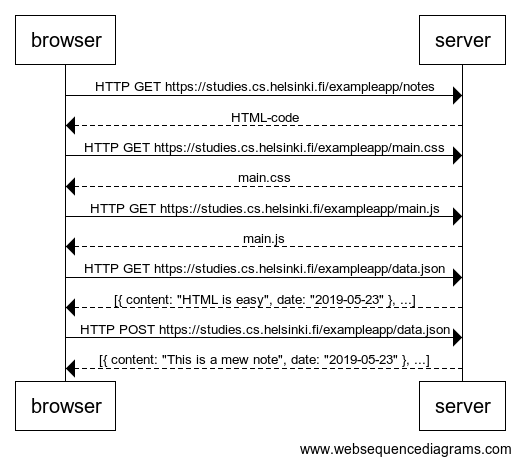 browser server
HTTP GET https://studies.cs.helsinki.fi/exampleapp/notes
HTML-code
HTTP GET https://studies.cs.helsinki.fi/exampleapp/main.css
main.css
HTTP GET https://studies.cs.helsinki.fi/exampleapp/main.js
main.js
HTTP GET https://studies.cs.helsinki.fi/exampleapp/data.json
[{ content: "HTML is easy", date: "2019-05-23" }, ...]
HTTP POST https://studies.cs.helsinki.fi/exampleapp/data.json
[{ content: "This is a mew note", date: "2019-05-23" }, ...]
browser server
www.websequencediagrams.com